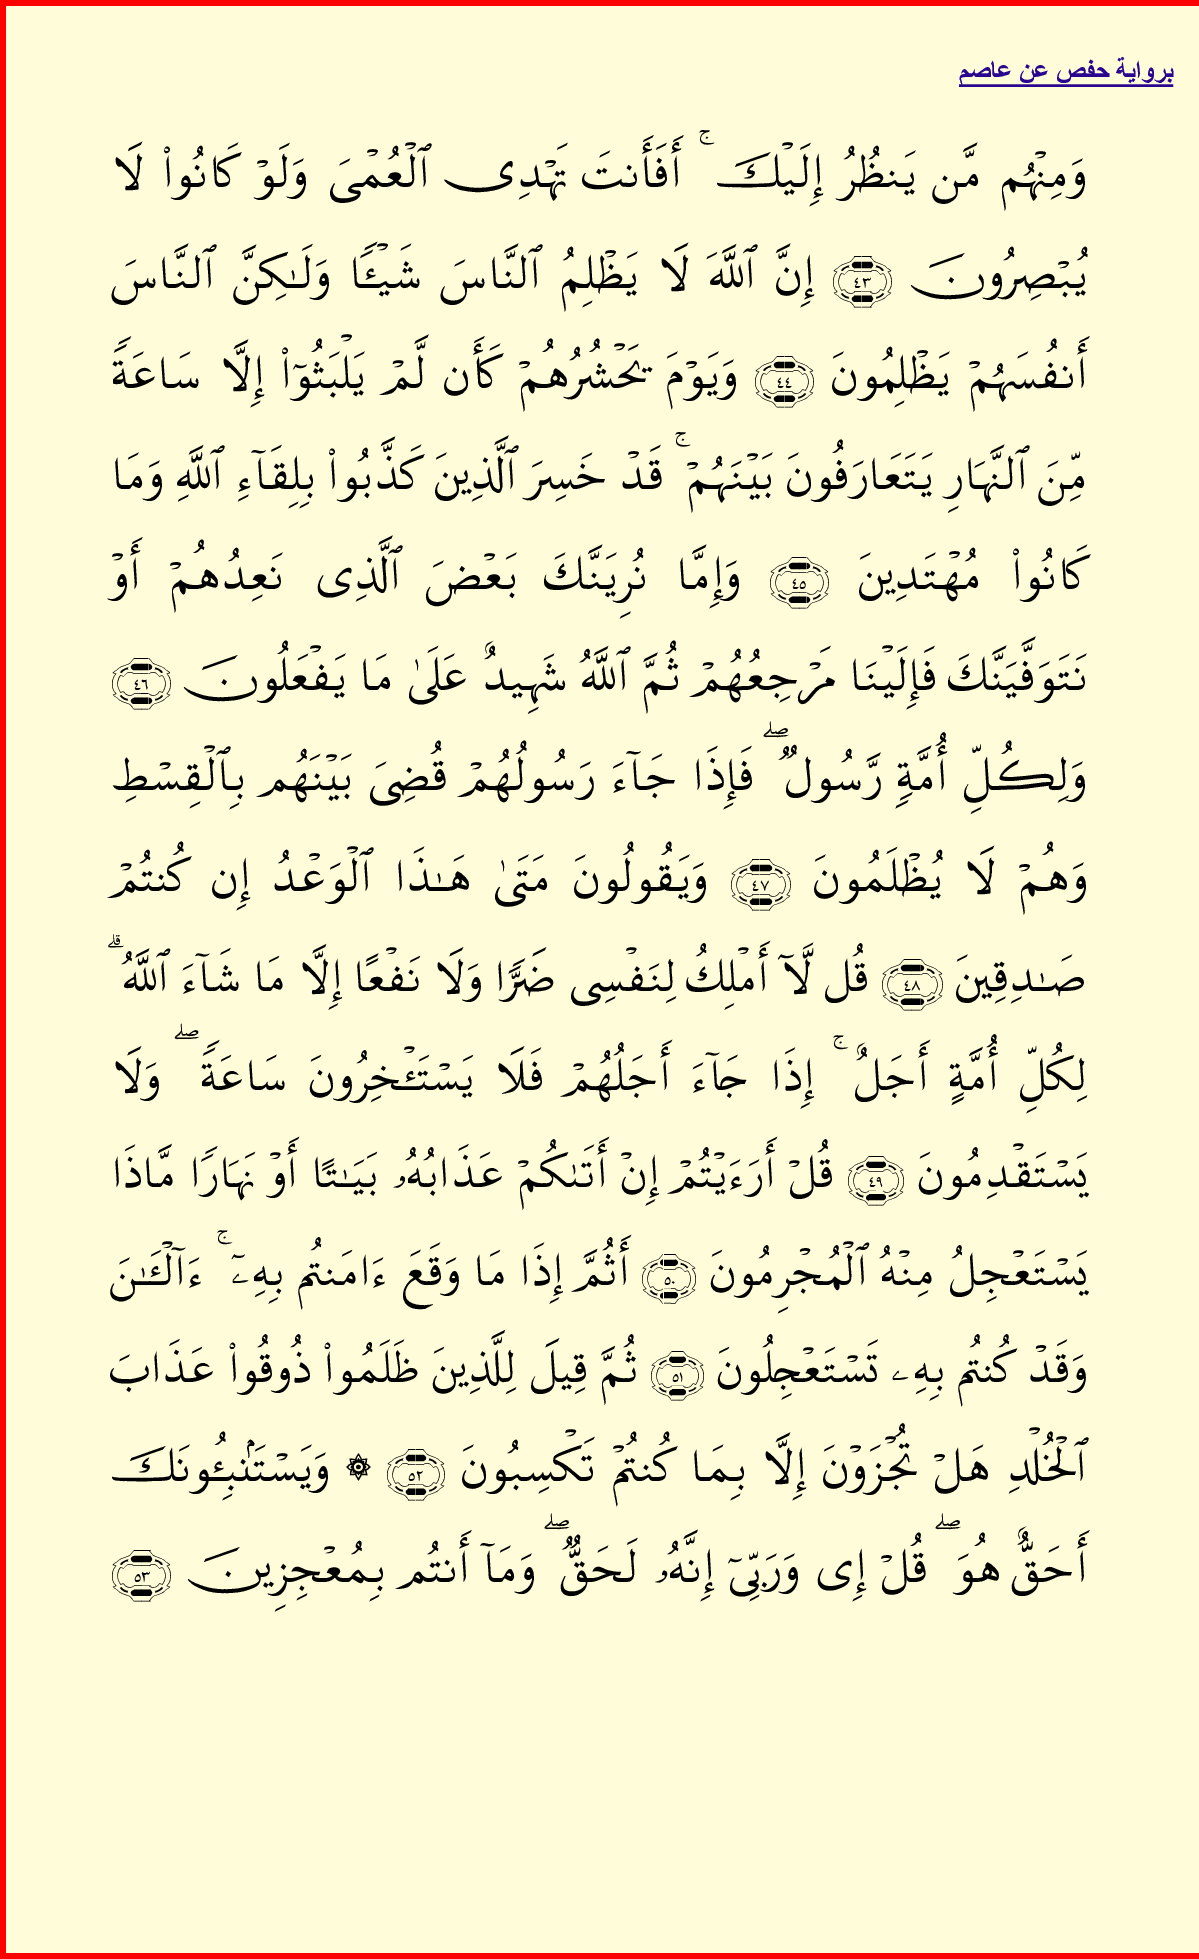 برواية حفص عن عاصم
وَمِنْهُم مَّن يَنظُرُ إِلَيْكَ ۚ أَفَأَنتَ تَهْدِى ٱلْعُمْىَ وَلَوْ كَانُوا۟ لَا
يُبْصِرُونَ ٤٣ إِنَّ ٱللَّهَ لَا يَظْلِمُ ٱلنَّاسَ شَيْـًٔا وَلَـٰكِنَّ ٱلنَّاسَ
أَنفُسَهُمْ يَظْلِمُونَ ٤٤ وَيَوْمَ يَحْشُرُهُمْ كَأَن لَّمْ يَلْبَثُوٓا۟ إِلَّا سَاعَةً
مِّنَ ٱلنَّهَارِ يَتَعَارَفُونَ بَيْنَهُمْ ۚ قَدْ خَسِرَ ٱلَّذِينَ كَذَّبُوا۟ بِلِقَآءِ ٱللَّهِ وَمَا
كَانُوا۟ مُهْتَدِينَ ٤٥ وَإِمَّا نُرِيَنَّكَ بَعْضَ ٱلَّذِى نَعِدُهُمْ أَوْ
نَتَوَفَّيَنَّكَ فَإِلَيْنَا مَرْجِعُهُمْ ثُمَّ ٱللَّهُ شَهِيدٌ عَلَىٰ مَا يَفْعَلُونَ ٤٦
وَلِكُلِّ أُمَّةٍ رَّسُولٌ ۖ فَإِذَا جَآءَ رَسُولُهُمْ قُضِىَ بَيْنَهُم بِٱلْقِسْطِ
وَهُمْ لَا يُظْلَمُونَ ٤٧ وَيَقُولُونَ مَتَىٰ هَـٰذَا ٱلْوَعْدُ إِن كُنتُمْ
صَـٰدِقِينَ ٤٨ قُل لَّآ أَمْلِكُ لِنَفْسِى ضَرًّا وَلَا نَفْعًا إِلَّا مَا شَآءَ ٱللَّهُ ۗ
لِكُلِّ أُمَّةٍ أَجَلٌ ۚ إِذَا جَآءَ أَجَلُهُمْ فَلَا يَسْتَـْٔخِرُونَ سَاعَةً ۖ وَلَا
يَسْتَقْدِمُونَ ٤٩ قُلْ أَرَءَيْتُمْ إِنْ أَتَىٰكُمْ عَذَابُهُۥ بَيَـٰتًا أَوْ نَهَارًا مَّاذَا
يَسْتَعْجِلُ مِنْهُ ٱلْمُجْرِمُونَ ٥٠ أَثُمَّ إِذَا مَا وَقَعَ ءَامَنتُم بِهِۦٓ ۚ ءَآلْـَٔـٰنَ
وَقَدْ كُنتُم بِهِۦ تَسْتَعْجِلُونَ ٥١ ثُمَّ قِيلَ لِلَّذِينَ ظَلَمُوا۟ ذُوقُوا۟ عَذَابَ
ٱلْخُلْدِ هَلْ تُجْزَوْنَ إِلَّا بِمَا كُنتُمْ تَكْسِبُونَ ٥٢ ۞ وَيَسْتَنۢبِـُٔونَكَ
أَحَقٌّ هُوَ ۖ قُلْ إِى وَرَبِّىٓ إِنَّهُۥ لَحَقٌّ ۖ وَمَآ أَنتُم بِمُعْجِزِينَ ٥٣